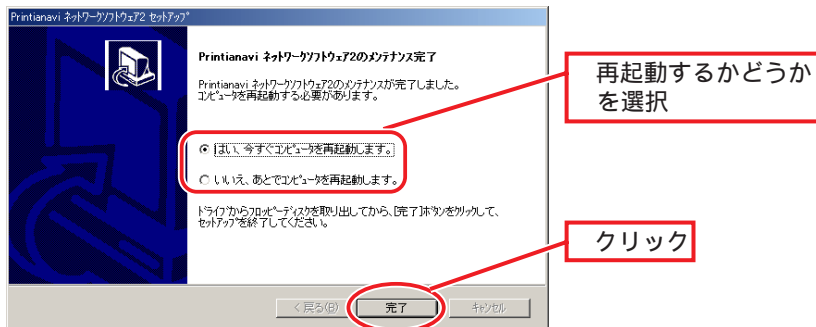 Printianavi ネットワークソフトウェア2 セットアップ
Printianavi ネットワークソフトウェア2のメンテナンス完了
Printianavi ネットワークソフトウェア2のメンテナンスが完了しました。
コンピュータを再起動する必要があります。
はい、今すぐコンピュータを再起動します。
いいえ、あとでコンピュータを再起動します。
ドライブからフロッピーディスクを取り出してから、[完了]ボタンをクリックして、
セットアップを終了してください。
< 戻る(B)
完了
キャンセル
再起動するかどうか
を選択
クリック